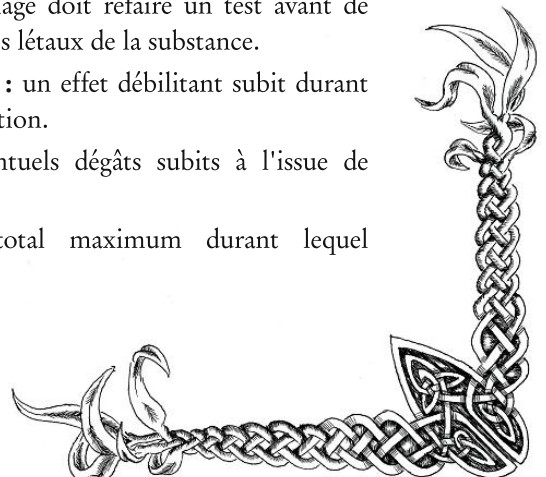 age doit refaire un test avant de
s létaux de la substance.
: un effet débilitant subit durant
tion.
ntuels dégâts subits à l'issue de
otal maximum durant lequel